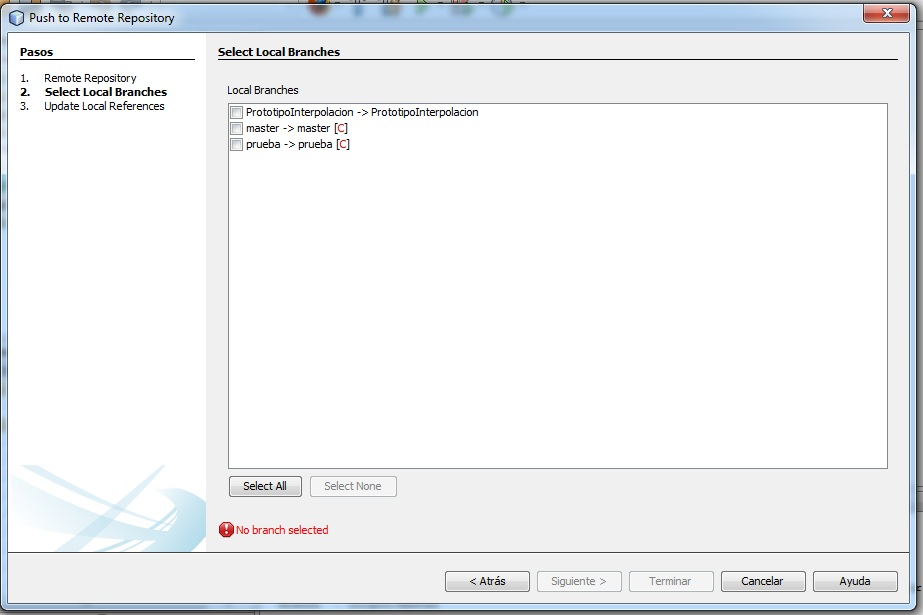 Push to Remote Repository
Pasos
1. Remote Repository
2. Select Local Branches
3. Update Local References
Select Local Branches
Local Branches
PrototipoInterpolacion -> PrototipoInterpolacion
master -> master [C]
prueba -> prueba [C]
Select All
Select None
No branch selected
< Atrás
Siguiente >
Terminar
Cancelar
Ayuda